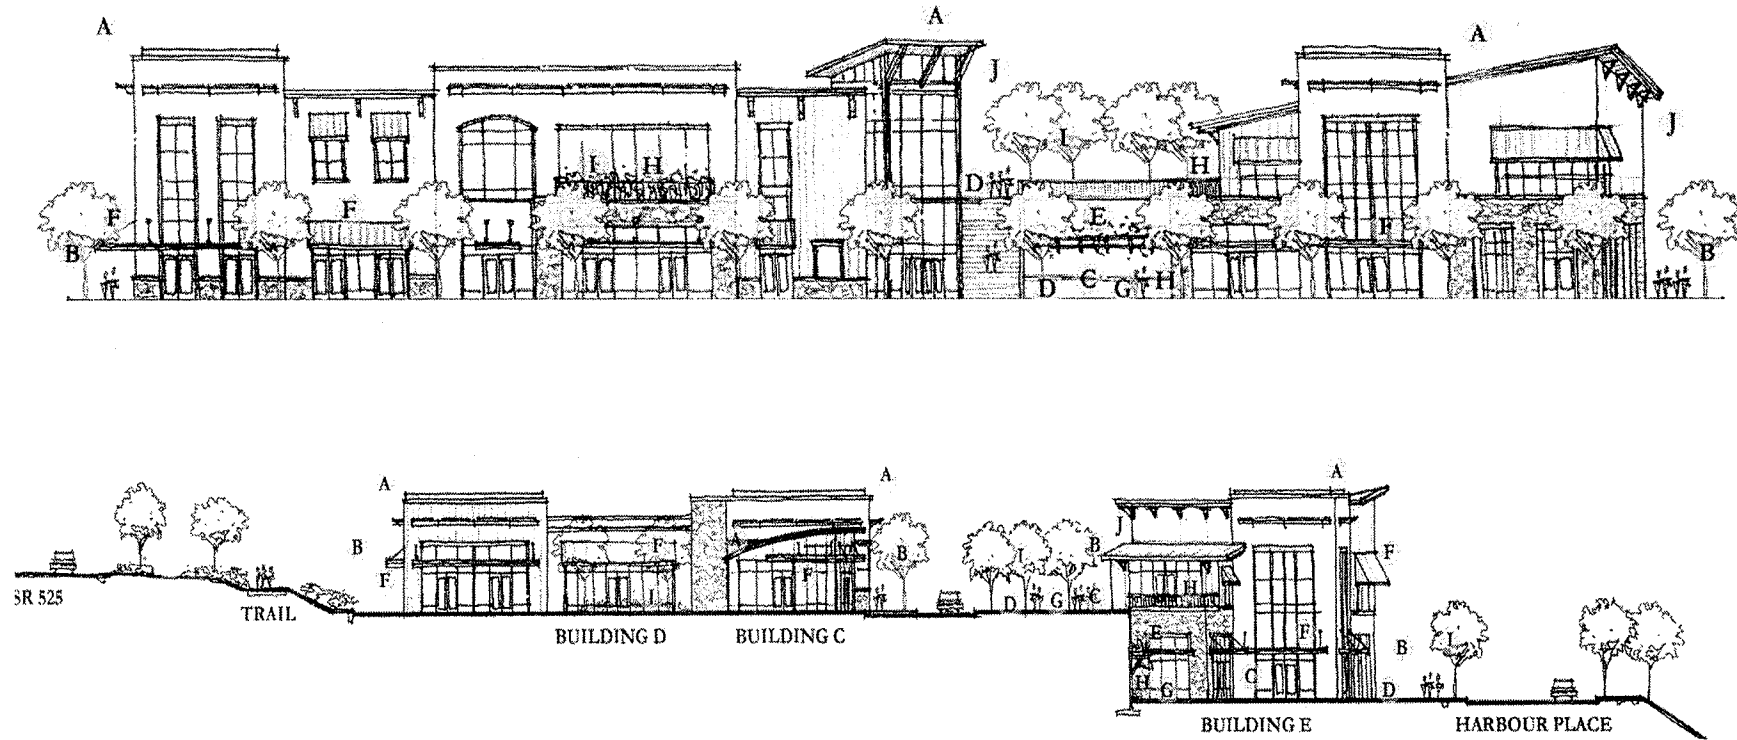 A A A
J
J
I
I H H
D
F F E F
B B
D C G H
A A A
J
B F B I B F
A F H
F I D G C
E F B I
H G C D
SR 525 TRAIL BUILDING D BUILDING C
BUILDING E HARBOUR PLACE